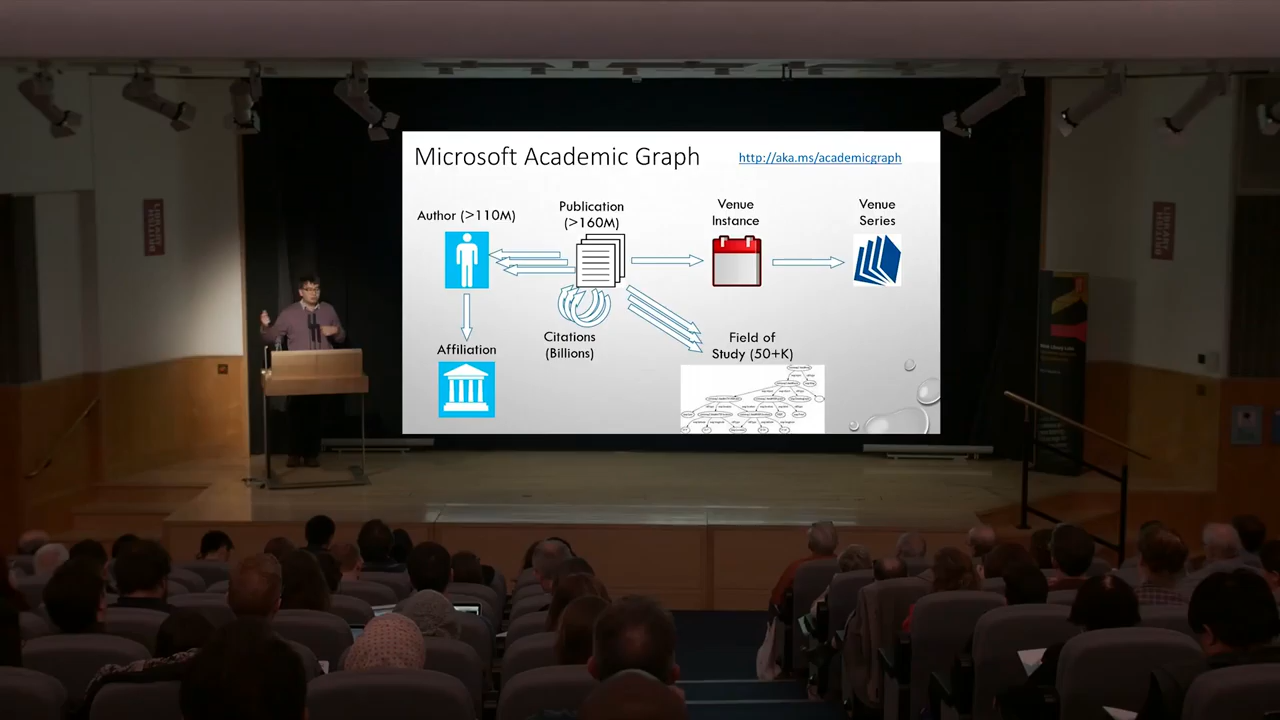 Microsoft Academic Graph
http://aka.ms/academicgraph
Author (>110M)
Publication
(>160M)
Venue
Instance
Venue
Series
Citations
(Billions)
Field of
Study (50+K)
Affiliation